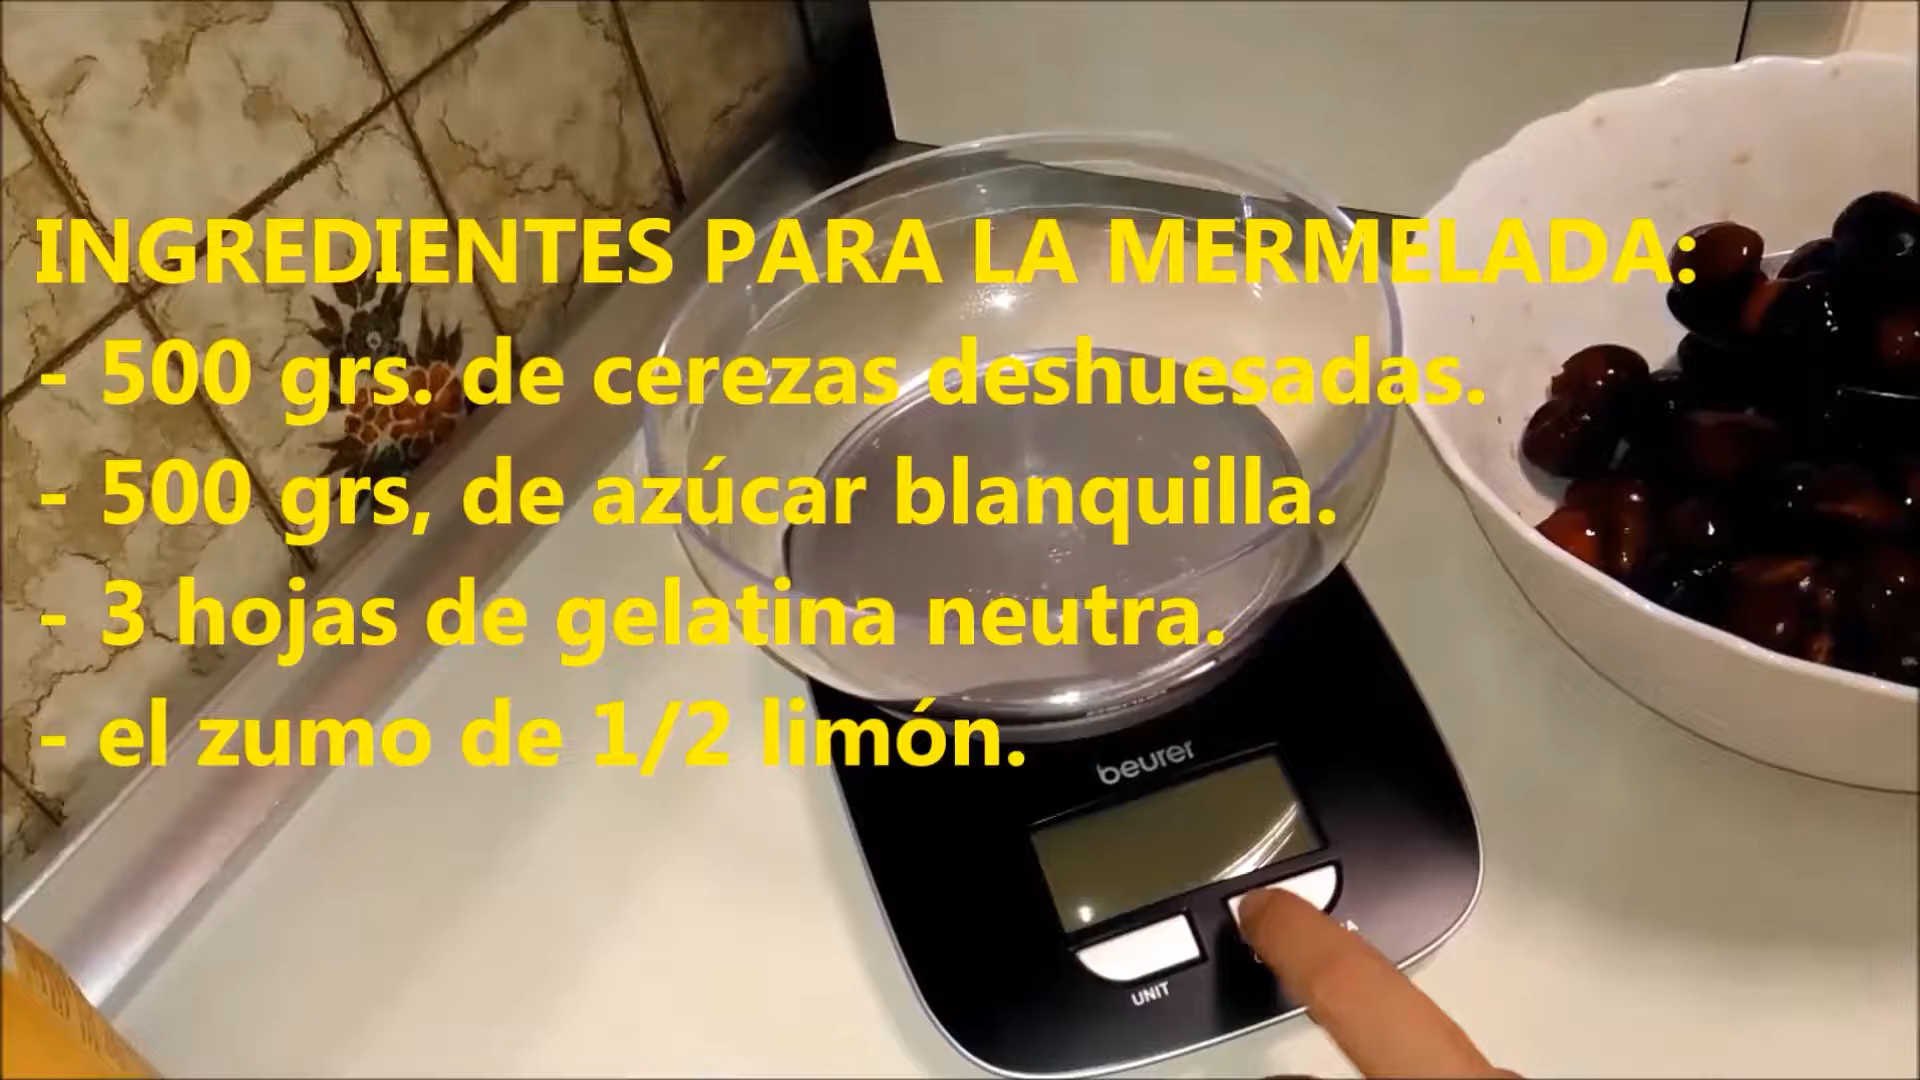 INGREDIENTES PARA LA MERMELADA:
- 500 grs. de cerezas deshuesadas.
- 500 grs, de azúcar blanquilla.
- 3 hojas de gelatina neutra.
- el zumo de 1/2 limón.
beurer
UNIT